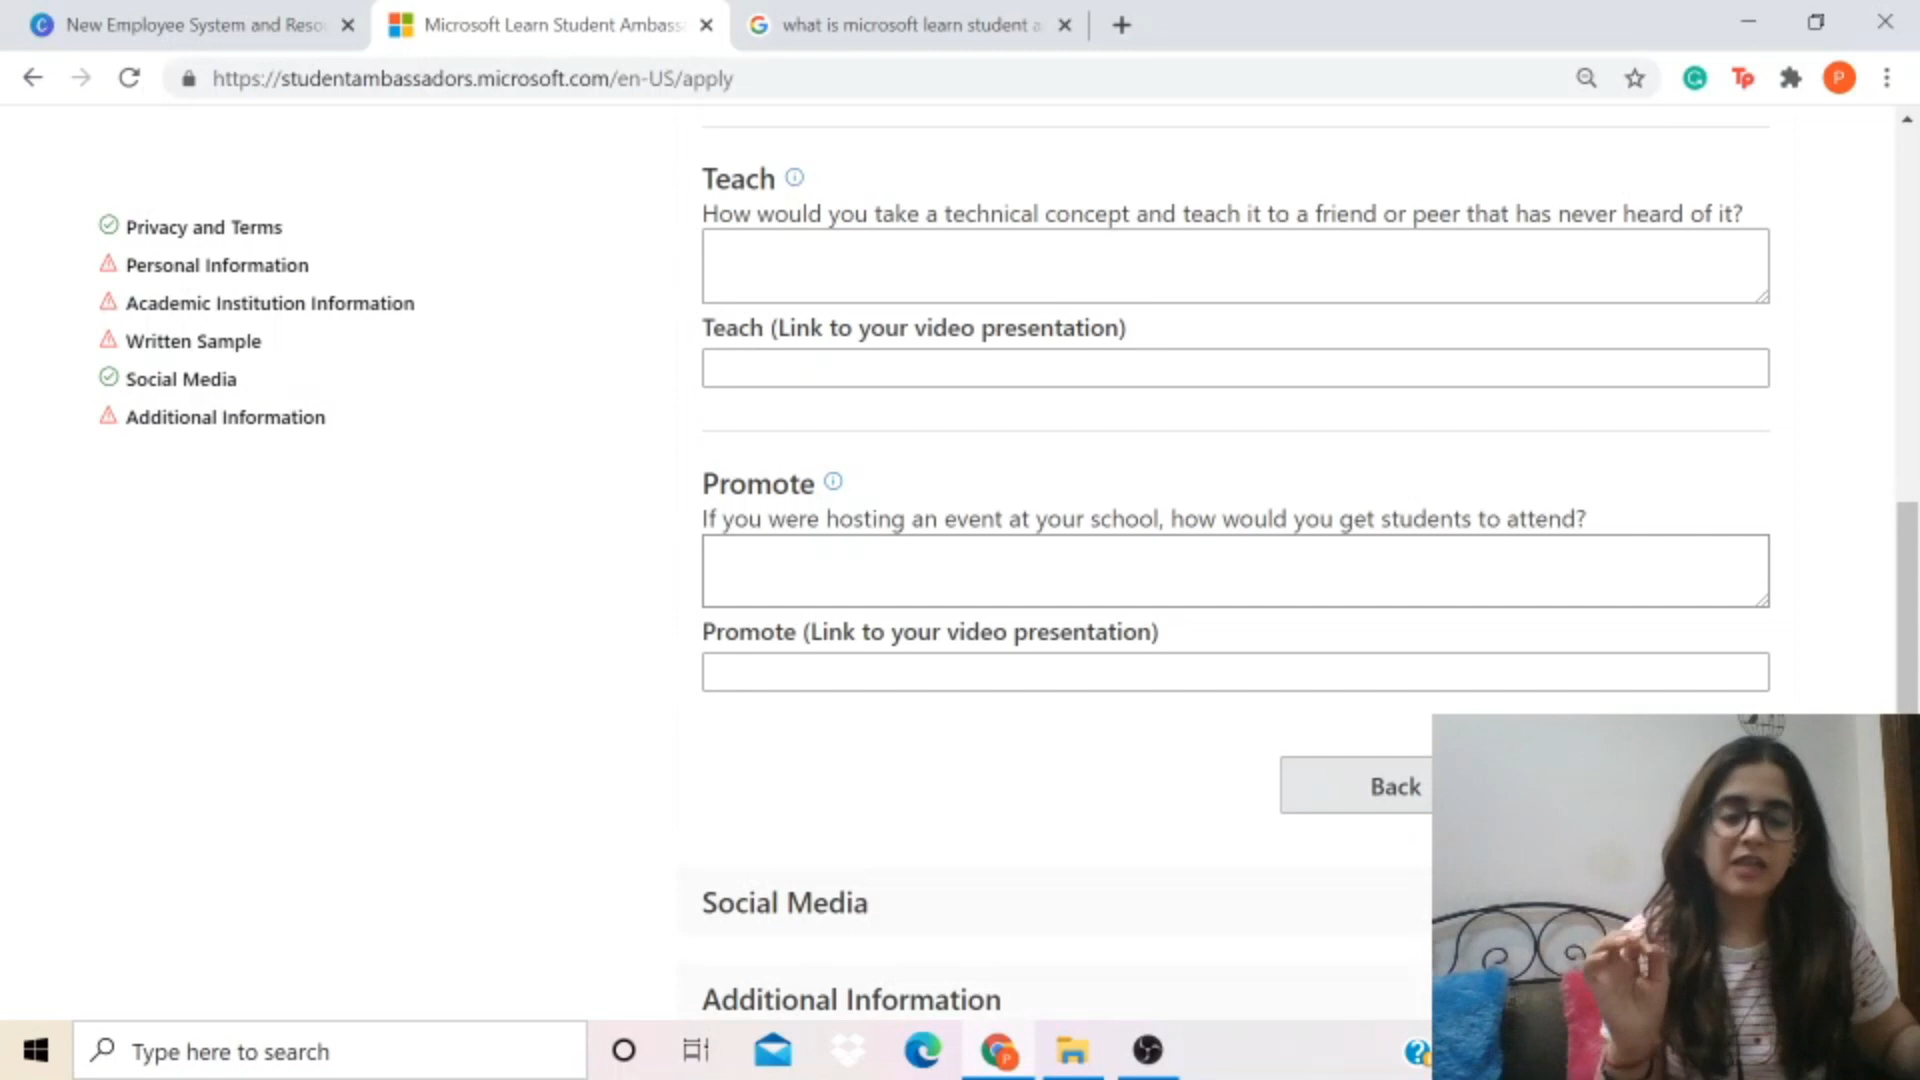 New Employee System and Reso
Microsoft Learn Student Ambass
what is microsoft learn student a
https://studentambassadors.microsoft.com/en-US/apply
P
Privacy and Terms
Personal Information
Academic Institution Information
Written Sample
Social Media
Additional Information
Teach
How would you take a technical concept and teach it to a friend or peer that has never heard of it?
Teach (Link to your video presentation)
Promote
If you were hosting an event at your school, how would you get students to attend?
Promote (Link to your video presentation)
Back
Social Media
Additional Information
Type here to search